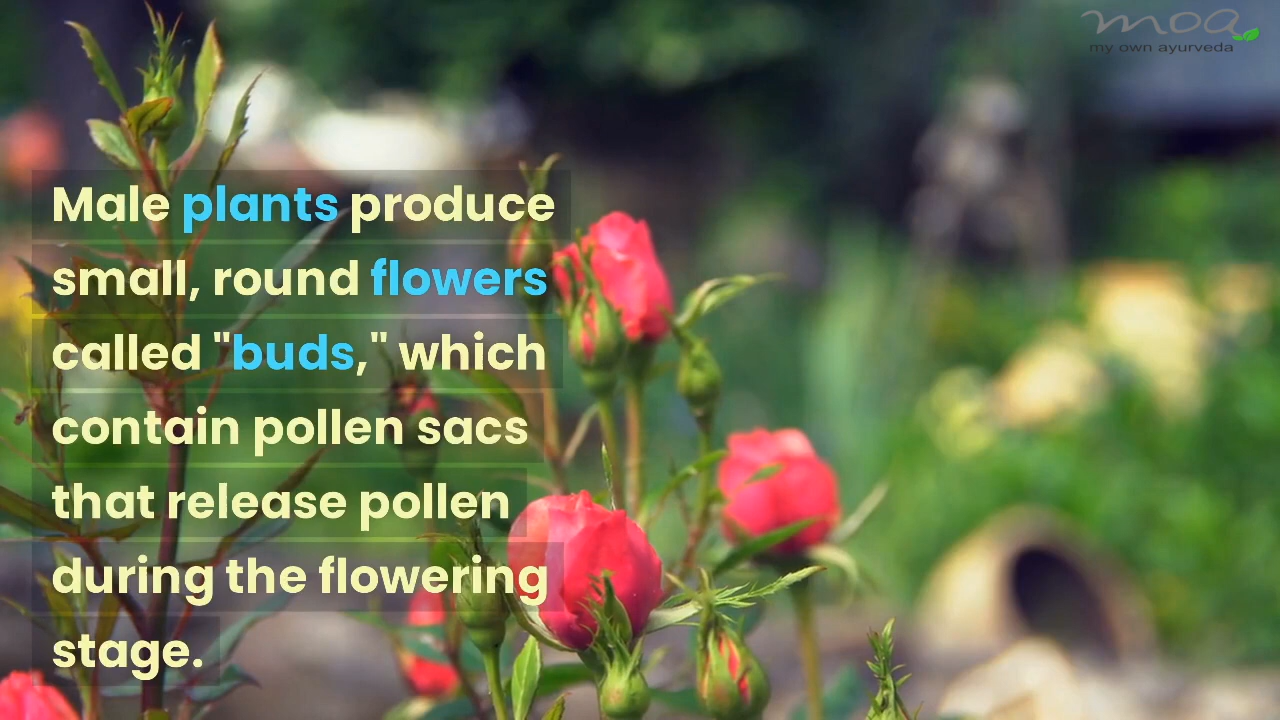 moa
my own ayurveda
Male plants produce
small, round flowers
called "buds," which
contain pollen sacs
that release pollen
during the flowering
stage.